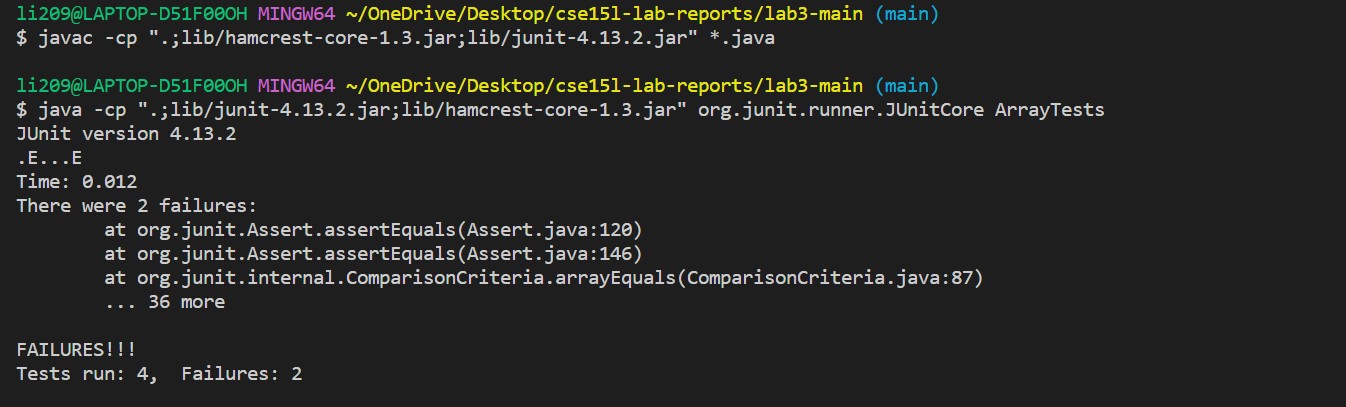 li209@LAPTOP-D51F00OH MINGW64 ~/OneDrive/Desktop/cse15l-lab-reports/lab3-main (main)
$ javac -cp ".;lib/hamcrest-core-1.3.jar;lib/junit-4.13.2.jar" *.java

li209@LAPTOP-D51F00OH MINGW64 ~/OneDrive/Desktop/cse15l-lab-reports/lab3-main (main)
$ java -cp ".;lib/junit-4.13.2.jar;lib/hamcrest-core-1.3.jar" org.junit.runner.JUnitCore ArrayTests
JUnit version 4.13.2
.E...E
Time: 0.012
There were 2 failures:
        at org.junit.Assert.assertEquals(Assert.java:120)
        at org.junit.Assert.assertEquals(Assert.java:146)
        at org.junit.internal.ComparisonCriteria.arrayEquals(ComparisonCriteria.java:87)
        ... 36 more

FAILURES!!!
Tests run: 4,  Failures: 2